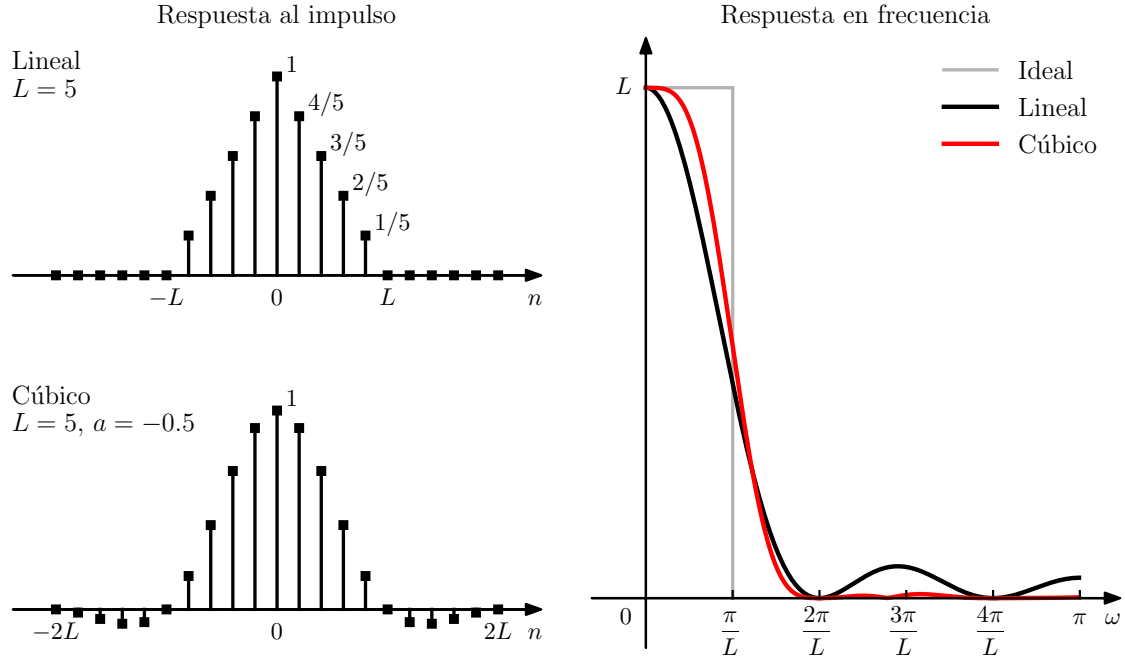 Respuesta al impulso
Lineal
L = 5
1
4/5
3/5
2/5
1/5
−L
0
L
n
Cúbico
L = 5, a = −0.5
1
−2L
0
2L
n
Respuesta en frecuencia
Ideal
Lineal
Cúbico
L
0
π/L
2π/L
3π/L
4π/L
π
ω